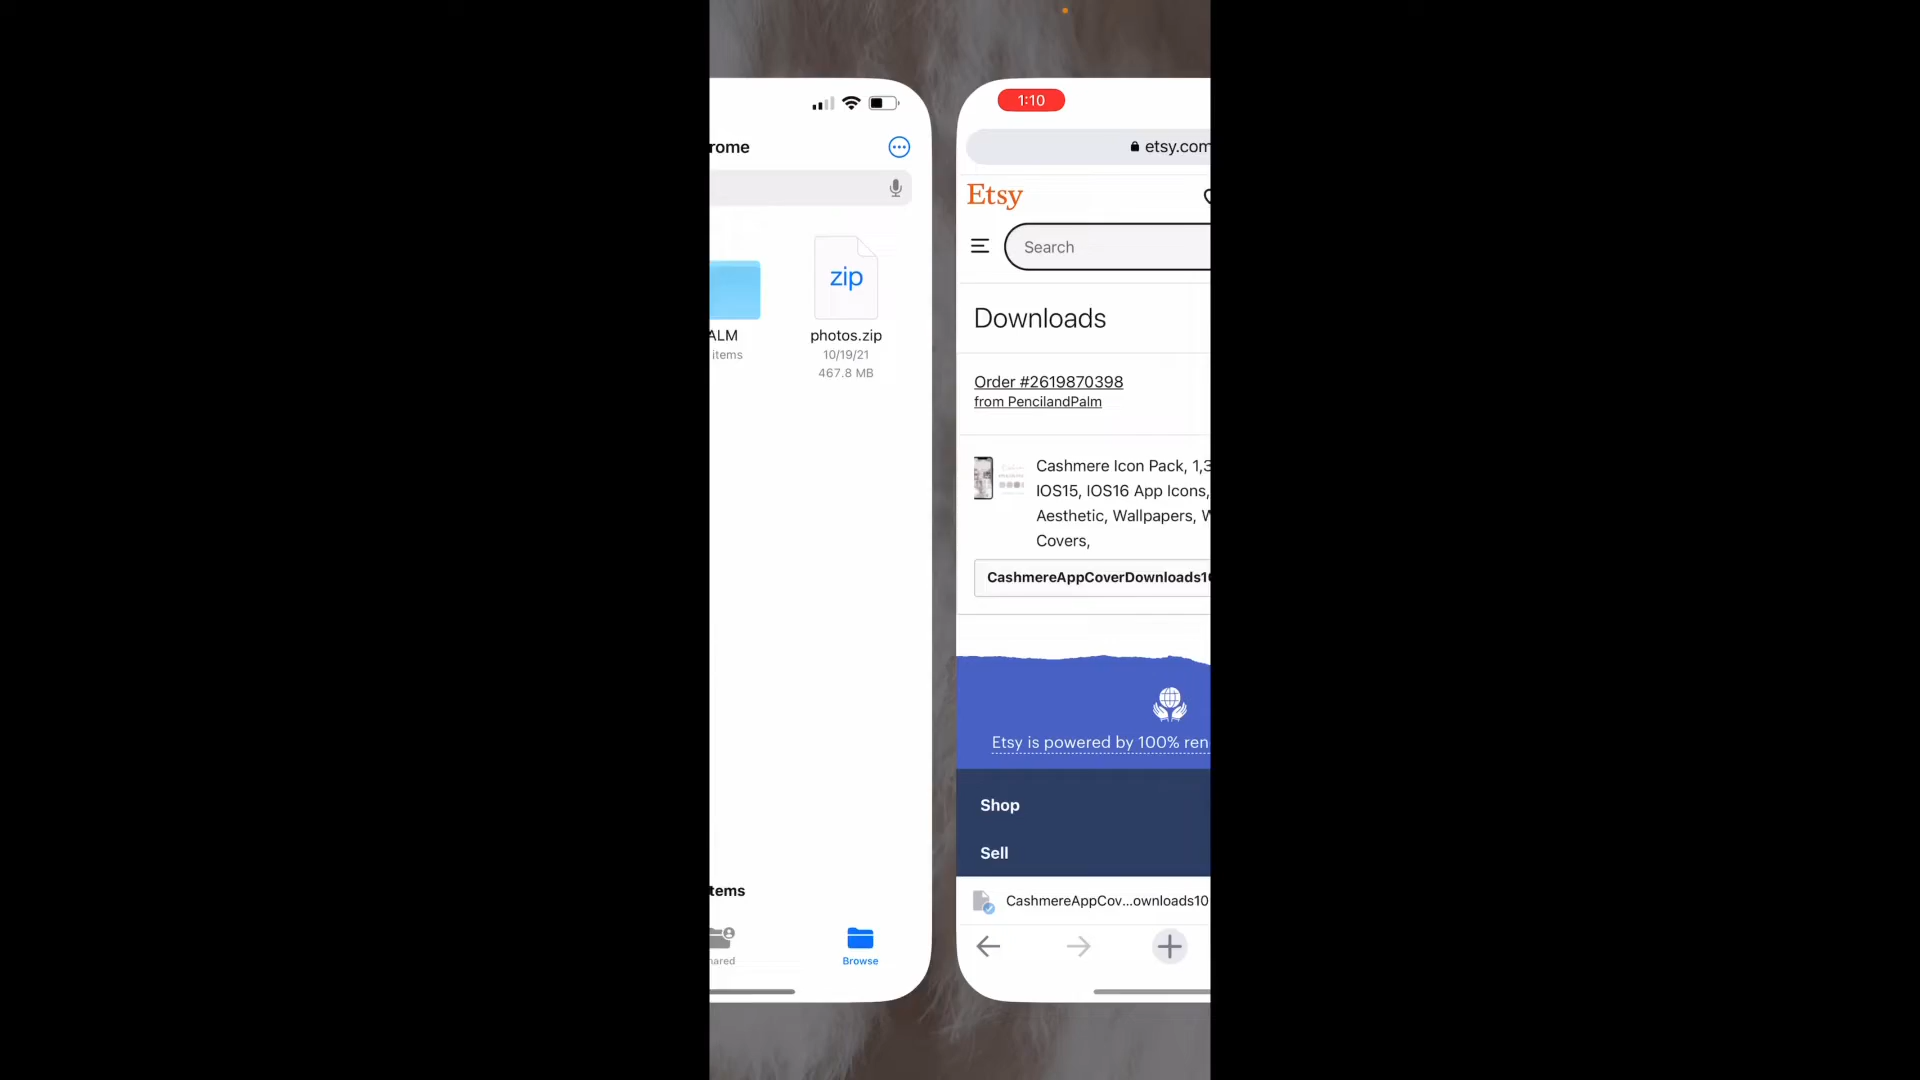 rome
zip
ALM
items
photos.zip
10/19/21
467.8 MB
tems
hared
Browse
1:10
etsy.com
Etsy
Search
Downloads
Order #2619870398
from PencilandPalm
Cashmere Icon Pack, 1,3
IOS15, IOS16 App Icons,
Aesthetic, Wallpapers, W
Covers,
CashmereAppCoverDownloads10
Etsy is powered by 100% ren
Shop
Sell
CashmereAppCov...ownloads10